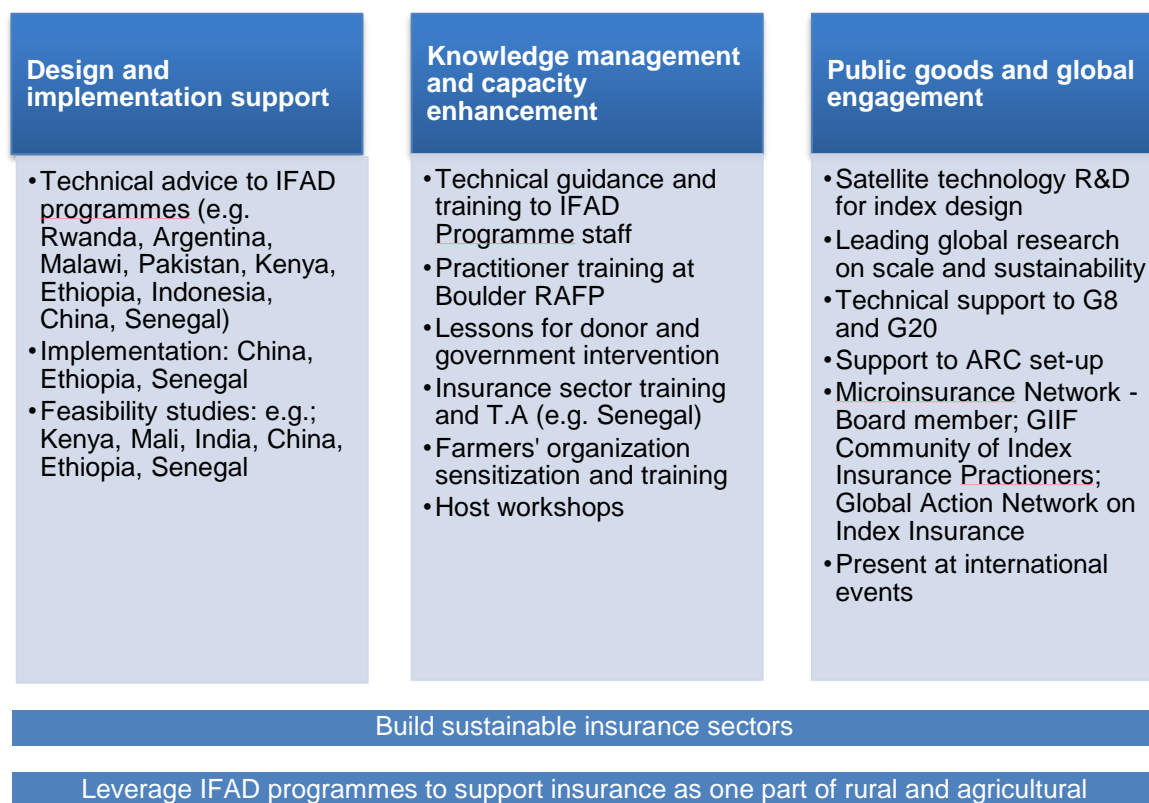 Design and
implementation support
•Technical advice to IFAD
programmes (e.g.
Rwanda, Argentina,
Malawi, Pakistan, Kenya,
Ethiopia, Indonesia,
China, Senegal)
•Implementation: China,
Ethiopia, Senegal
•Feasibility studies: e.g.;
Kenya, Mali, India, China,
Ethiopia, Senegal
Knowledge management
and capacity
enhancement
•Technical guidance and
training to IFAD
Programme staff
•Practitioner training at
Boulder RAFP
•Lessons for donor and
government intervention
•Insurance sector training
and T.A (e.g. Senegal)
•Farmers' organization
sensitization and training
•Host workshops
Public goods and global
engagement
•Satellite technology R&D
for index design
•Leading global research
on scale and sustainability
•Technical support to G8
and G20
•Support to ARC set-up
•Microinsurance Network -
Board member; GIIF
Community of Index
Insurance Practioners;
Global Action Network on
Index Insurance
•Present at international
events
Build sustainable insurance sectors
Leverage IFAD programmes to support insurance as one part of rural and agricultural